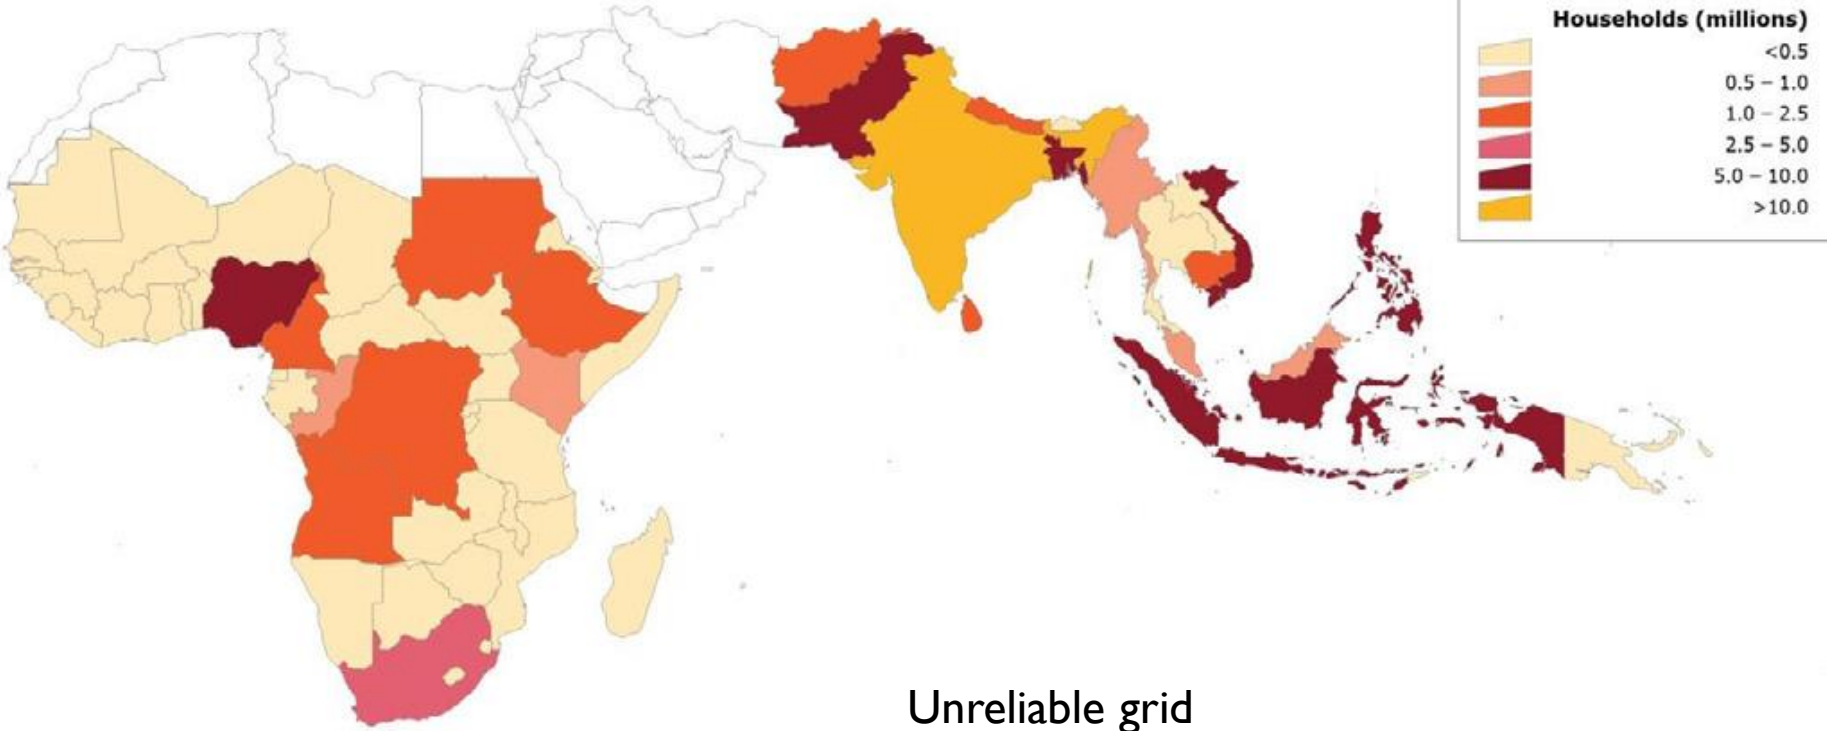 Households (millions)
<0.5
0.5 – 1.0
1.0 – 2.5
2.5 – 5.0
5.0 – 10.0
>10.0
Unreliable grid